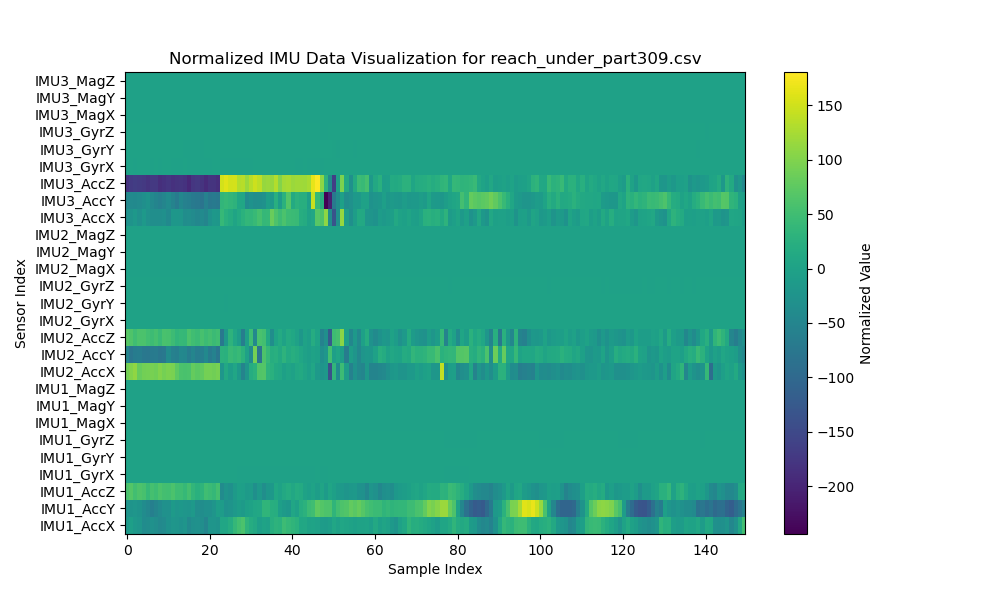 Normalized IMU Data Visualization for reach_under_part309.csv
IMU3_MagZ
IMU3_MagY
IMU3_MagX
IMU3_GyrZ
IMU3_GyrY
IMU3_GyrX
IMU3_AccZ
IMU3_AccY
IMU3_AccX
IMU2_MagZ
IMU2_MagY
IMU2_MagX
IMU2_GyrZ
IMU2_GyrY
IMU2_GyrX
IMU2_AccZ
IMU2_AccY
IMU2_AccX
IMU1_MagZ
IMU1_MagY
IMU1_MagX
IMU1_GyrZ
IMU1_GyrY
IMU1_GyrX
IMU1_AccZ
IMU1_AccY
IMU1_AccX
Sensor Index
0 20 40 60 80 100 120 140
Sample Index
150
100
50
0
−50
−100
−150
−200
Normalized Value